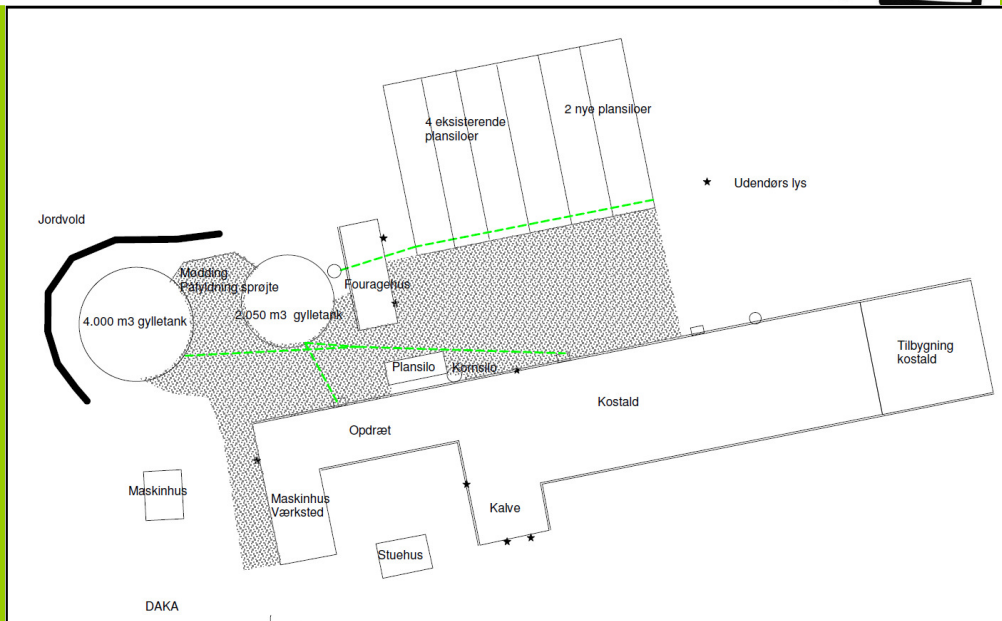 4 eksisterende
plansiloer
2 nye plansiloer
Udendørs lys
Jordvold
Mødding
Påfyldning sprøjte
Fouragehus
4.000 m3 gylletank
2.050 m3 gylletank
Plansilo
Kornsilo
Tilbygning
kostald
Kostald
Opdræt
Maskinhus
Maskinhus
Værksted
Kalve
Stuehus
DAKA